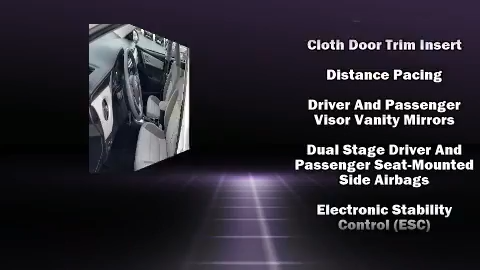 Cloth Door Trim Insert
Distance Pacing
Driver And Passenger
Visor Vanity Mirrors
Dual Stage Driver And
Passenger Seat-Mounted
Side Airbags
Electronic Stability
Control (ESC)